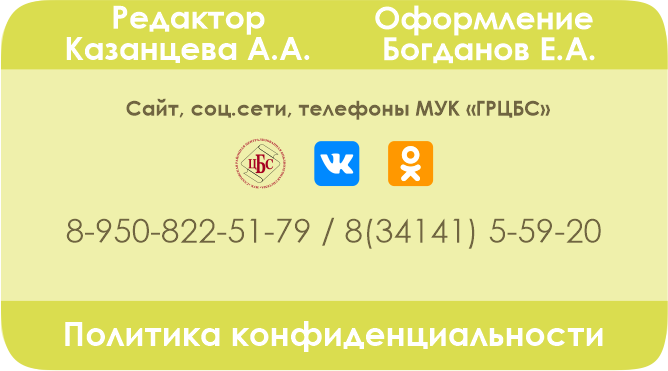 Редактор
Казанцева А.А.
Оформление
Богданов Е.А.
Сайт, соц.сети, телефоны МУК «ГРЦБС»
ЦБС
8-950-822-51-79 / 8(34141) 5-59-20
Политика конфиденциальности